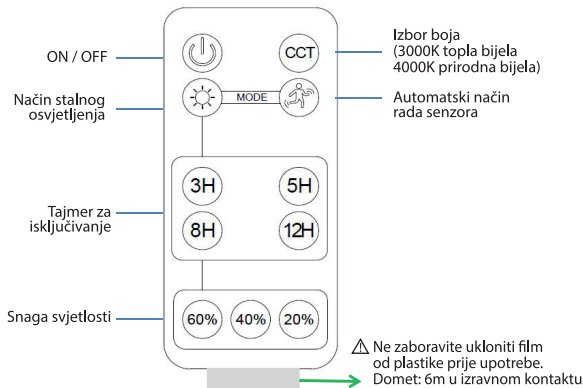 ON / OFF
CCT
Izbor boja
(3000K topla bijela
4000K prirodna bijela)
Način stalnog
osvjetljenja
MODE
Automatski način
rada senzora
3H
5H
Tajmer za
isključivanje
8H
12H
Snaga svjetlosti
60%
40%
20%
Ne zaboravite ukloniti film
od plastike prije upotrebe.
Domet: 6m u izravnom kontaktu